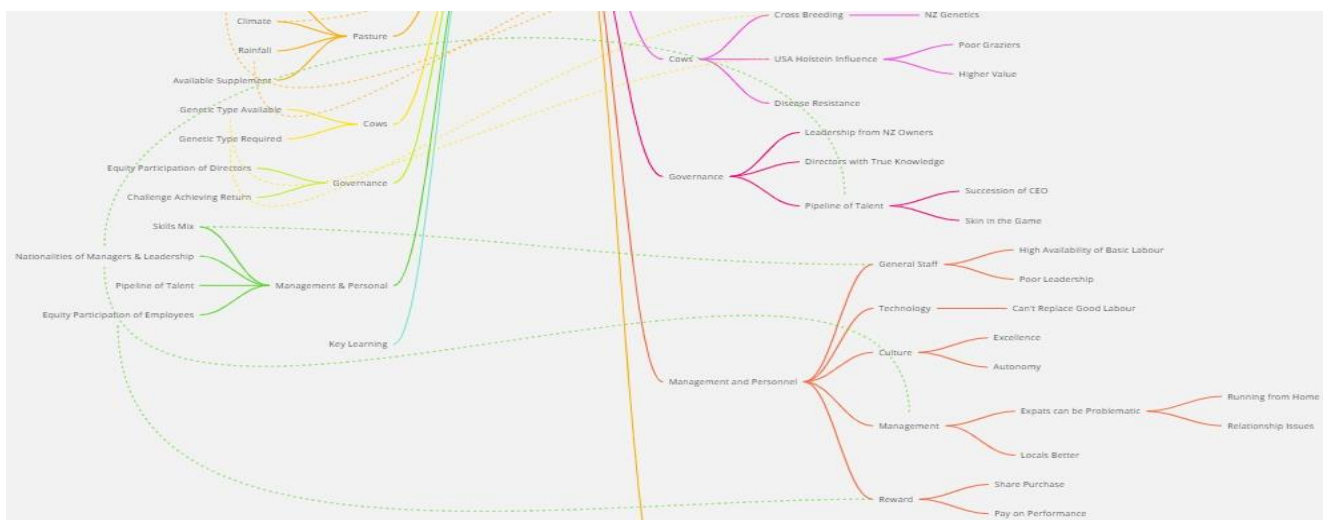 Climate
Pasture
Rainfall
Available Supplement
Genetic Type Available
Cows
Genetic Type Required
Equity Participation of Directors
Governance
Challenge Achieving Return
Skills Mix
Nationalities of Managers & Leadership
Pipeline of Talent
Management & Personal
Equity Participation of Employees
Key Learning
Cross Breeding
NZ Genetics
Cows
USA Holstein Influence
Poor Graziers
Higher Value
Disease Resistance
Governance
Leadership from NZ Owners
Directors with True Knowledge
Pipeline of Talent
Succession of CEO
Skin in the Game
Management and Personnel
General Staff
High Availability of Basic Labour
Poor Leadership
Technology
Can't Replace Good Labour
Culture
Excellence
Autonomy
Management
Expats can be Problematic
Running from Home
Relationship Issues
Locals Better
Reward
Share Purchase
Pay on Performance